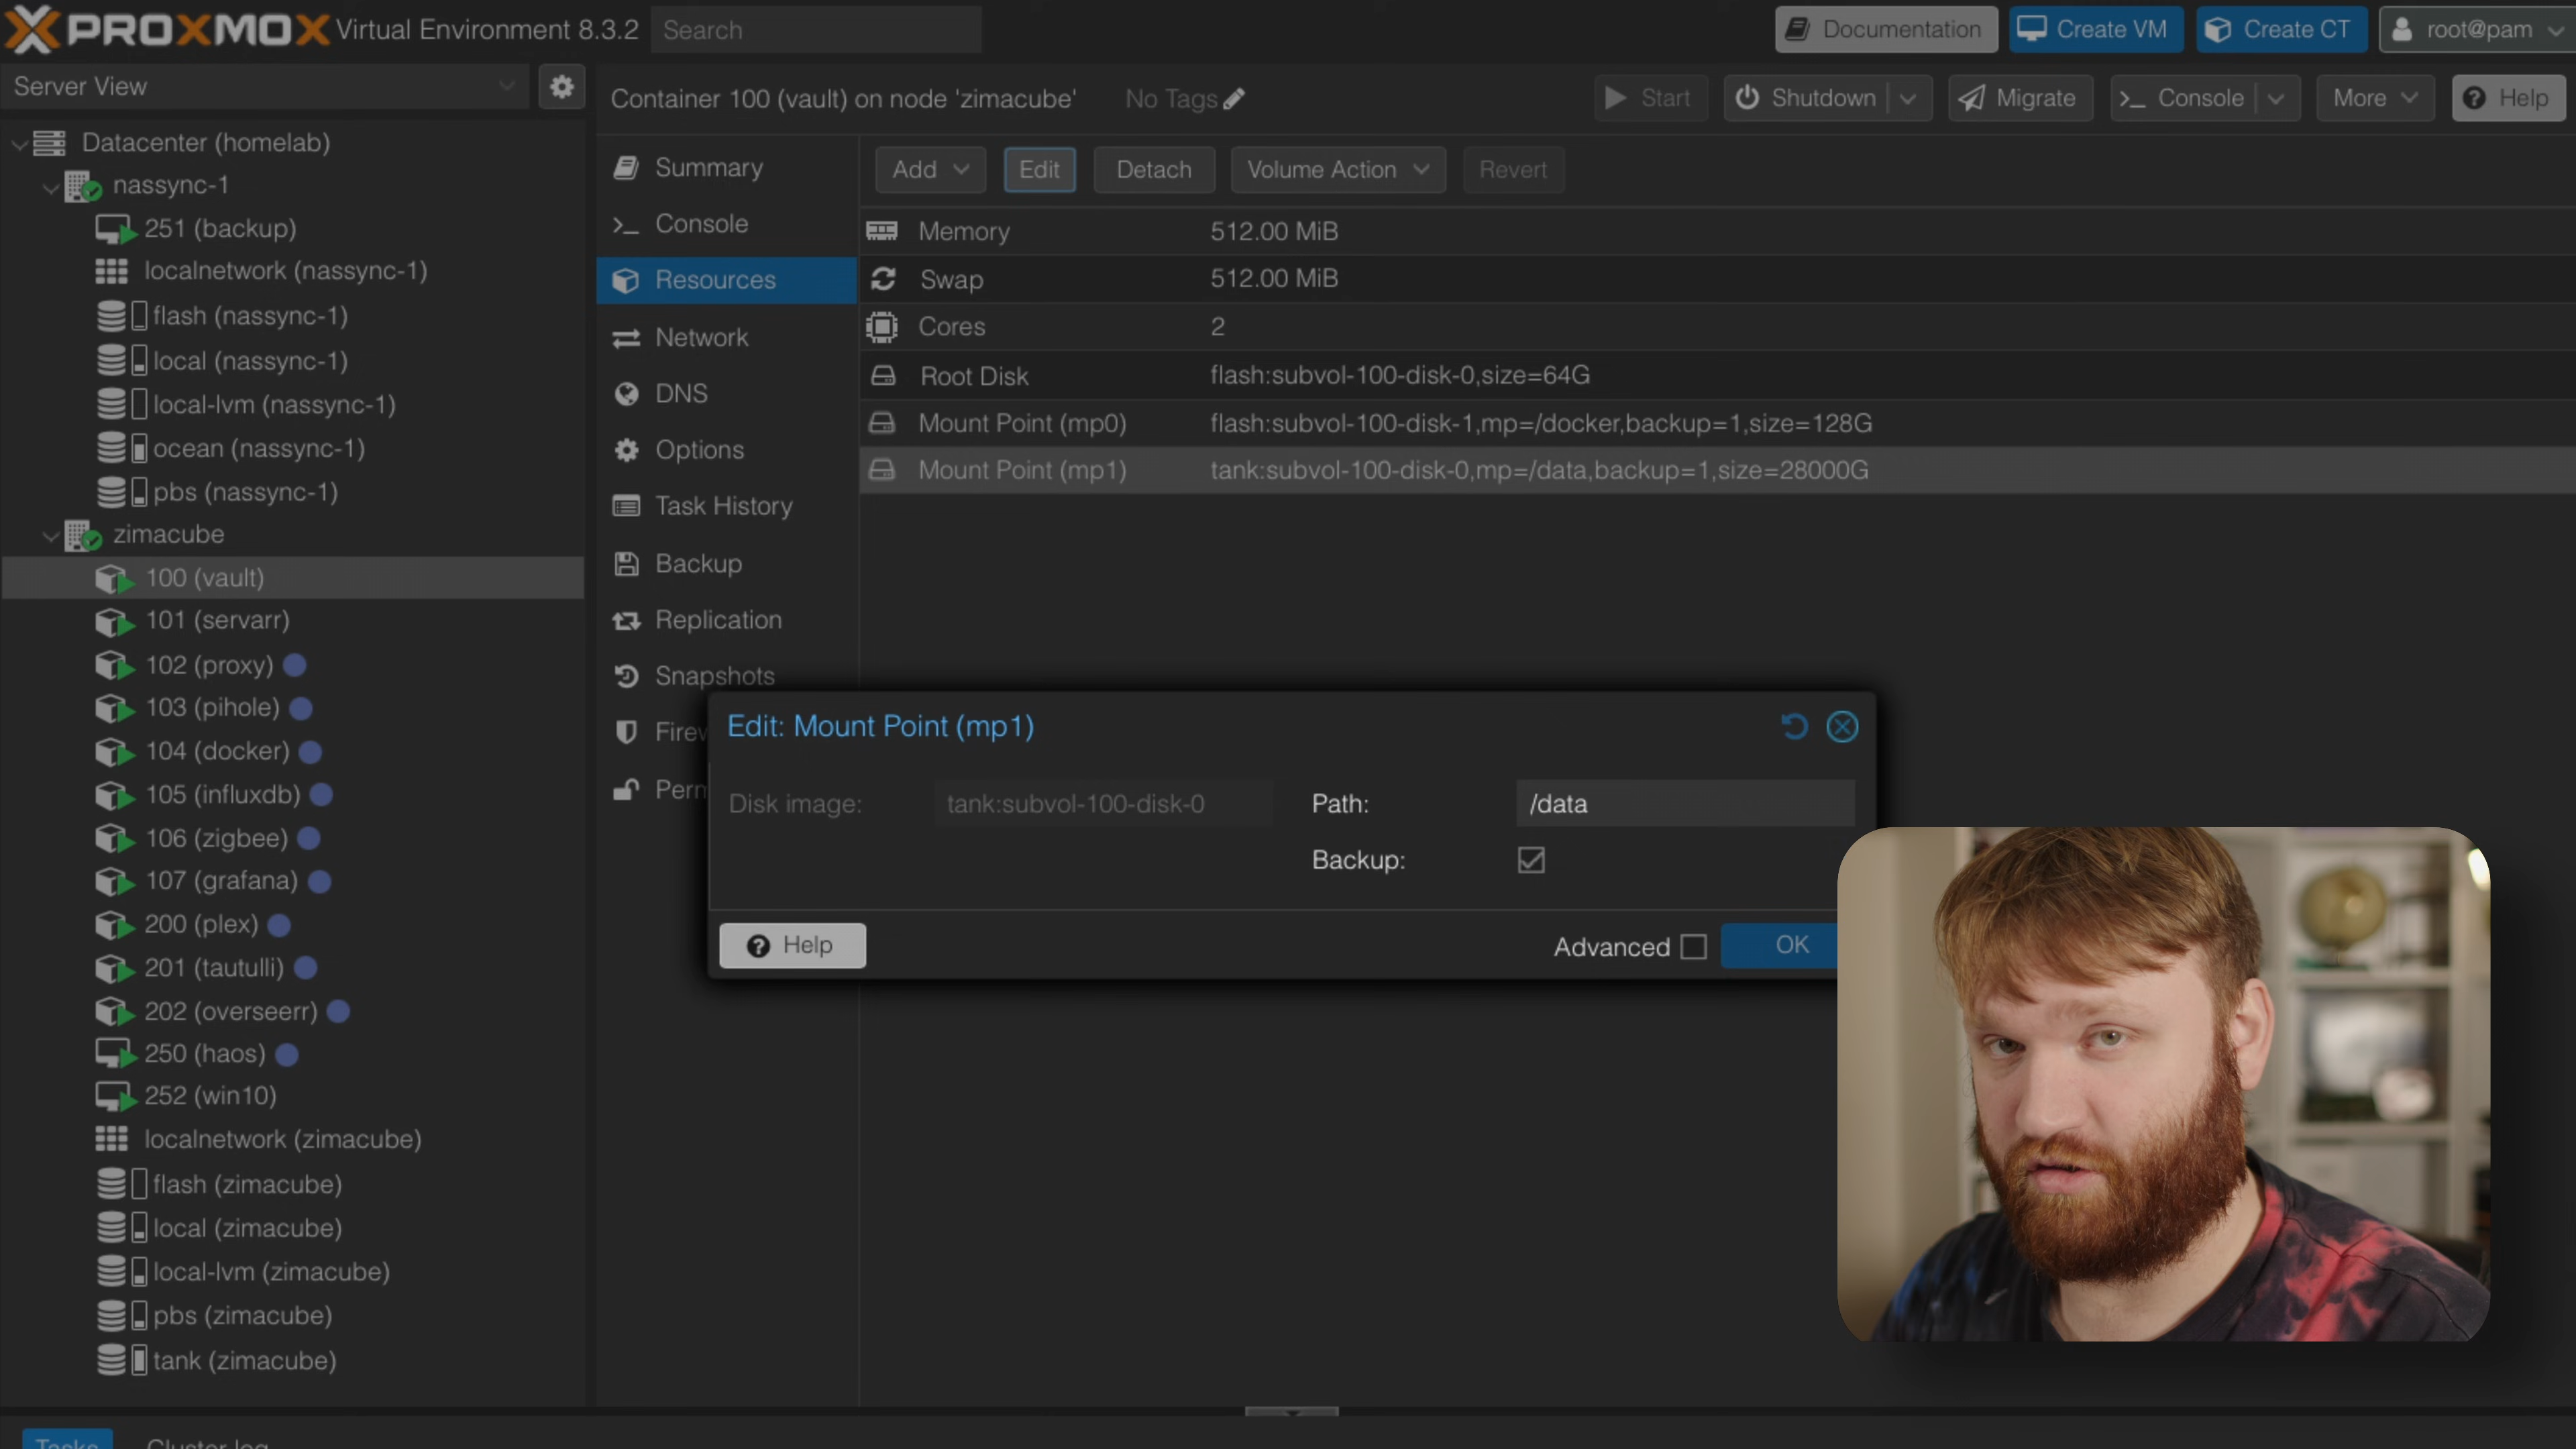 PROXMOX Virtual Environment 8.3.2 Search Documentation Create VM Create CT root@pam
Server View
Container 100 (vault) on node 'zimacube' No Tags Start Shutdown Migrate Console More Help
Datacenter (homelab)
nassync-1
251 (backup)
localnetwork (nassync-1)
flash (nassync-1)
local (nassync-1)
local-lvm (nassync-1)
ocean (nassync-1)
pbs (nassync-1)
zimacube
100 (vault)
101 (servarr)
102 (proxy)
103 (pihole)
104 (docker)
105 (influxdb)
106 (zigbee)
107 (grafana)
200 (plex)
201 (tautulli)
202 (overseerr)
250 (haos)
252 (win10)
localnetwork (zimacube)
flash (zimacube)
local (zimacube)
local-lvm (zimacube)
pbs (zimacube)
tank (zimacube)
Summary
Console
Resources
Network
DNS
Options
Task History
Backup
Replication
Snapshots
Firew
Perm
Add Edit Detach Volume Action Revert
Memory 512.00 MiB
Swap 512.00 MiB
Cores 2
Root Disk flash:subvol-100-disk-0,size=64G
Mount Point (mp0) flash:subvol-100-disk-1,mp=/docker,backup=1,size=128G
Mount Point (mp1) tank:subvol-100-disk-0,mp=/data,backup=1,size=28000G
Edit: Mount Point (mp1)
Disk image: tank:subvol-100-disk-0 Path: /data
Backup:
Help Advanced OK
Tasks Cluster log